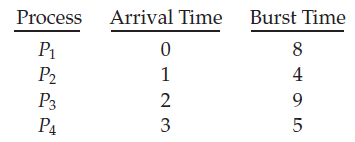 Process Arrival Time Burst Time
P1 0 8
P2 1 4
P3 2 9
P4 3 5